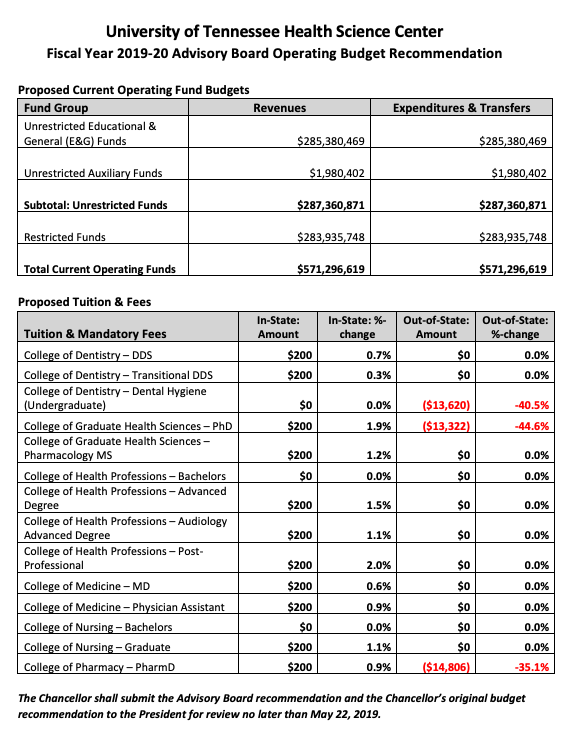 University of Tennessee Health Science Center
Fiscal Year 2019-20 Advisory Board Operating Budget Recommendation
Proposed Current Operating Fund Budgets
Fund Group Revenues Expenditures & Transfers
Unrestricted Educational &
General (E&G) Funds $285,380,469 $285,380,469
Unrestricted Auxiliary Funds $1,980,402 $1,980,402
Subtotal: Unrestricted Funds $287,360,871 $287,360,871
Restricted Funds $283,935,748 $283,935,748
Total Current Operating Funds $571,296,619 $571,296,619
Proposed Tuition & Fees
In-State: In-State: %- Out-of-State: Out-of-State:
Tuition & Mandatory Fees Amount change Amount %-change
College of Dentistry – DDS $200 0.7% $0 0.0%
College of Dentistry – Transitional DDS $200 0.3% $0 0.0%
College of Dentistry – Dental Hygiene
(Undergraduate) $0 0.0% ($13,620) -40.5%
College of Graduate Health Sciences – PhD $200 1.9% ($13,322) -44.6%
College of Graduate Health Sciences –
Pharmacology MS $200 1.2% $0 0.0%
College of Health Professions – Bachelors $0 0.0% $0 0.0%
College of Health Professions – Advanced
Degree $200 1.5% $0 0.0%
College of Health Professions – Audiology
Advanced Degree $200 1.1% $0 0.0%
College of Health Professions – Post-
Professional $200 2.0% $0 0.0%
College of Medicine – MD $200 0.6% $0 0.0%
College of Medicine – Physician Assistant $200 0.9% $0 0.0%
College of Nursing – Bachelors $0 0.0% $0 0.0%
College of Nursing – Graduate $200 1.1% $0 0.0%
College of Pharmacy – PharmD $200 0.9% ($14,806) -35.1%
The Chancellor shall submit the Advisory Board recommendation and the Chancellor's original budget
recommendation to the President for review no later than May 22, 2019.